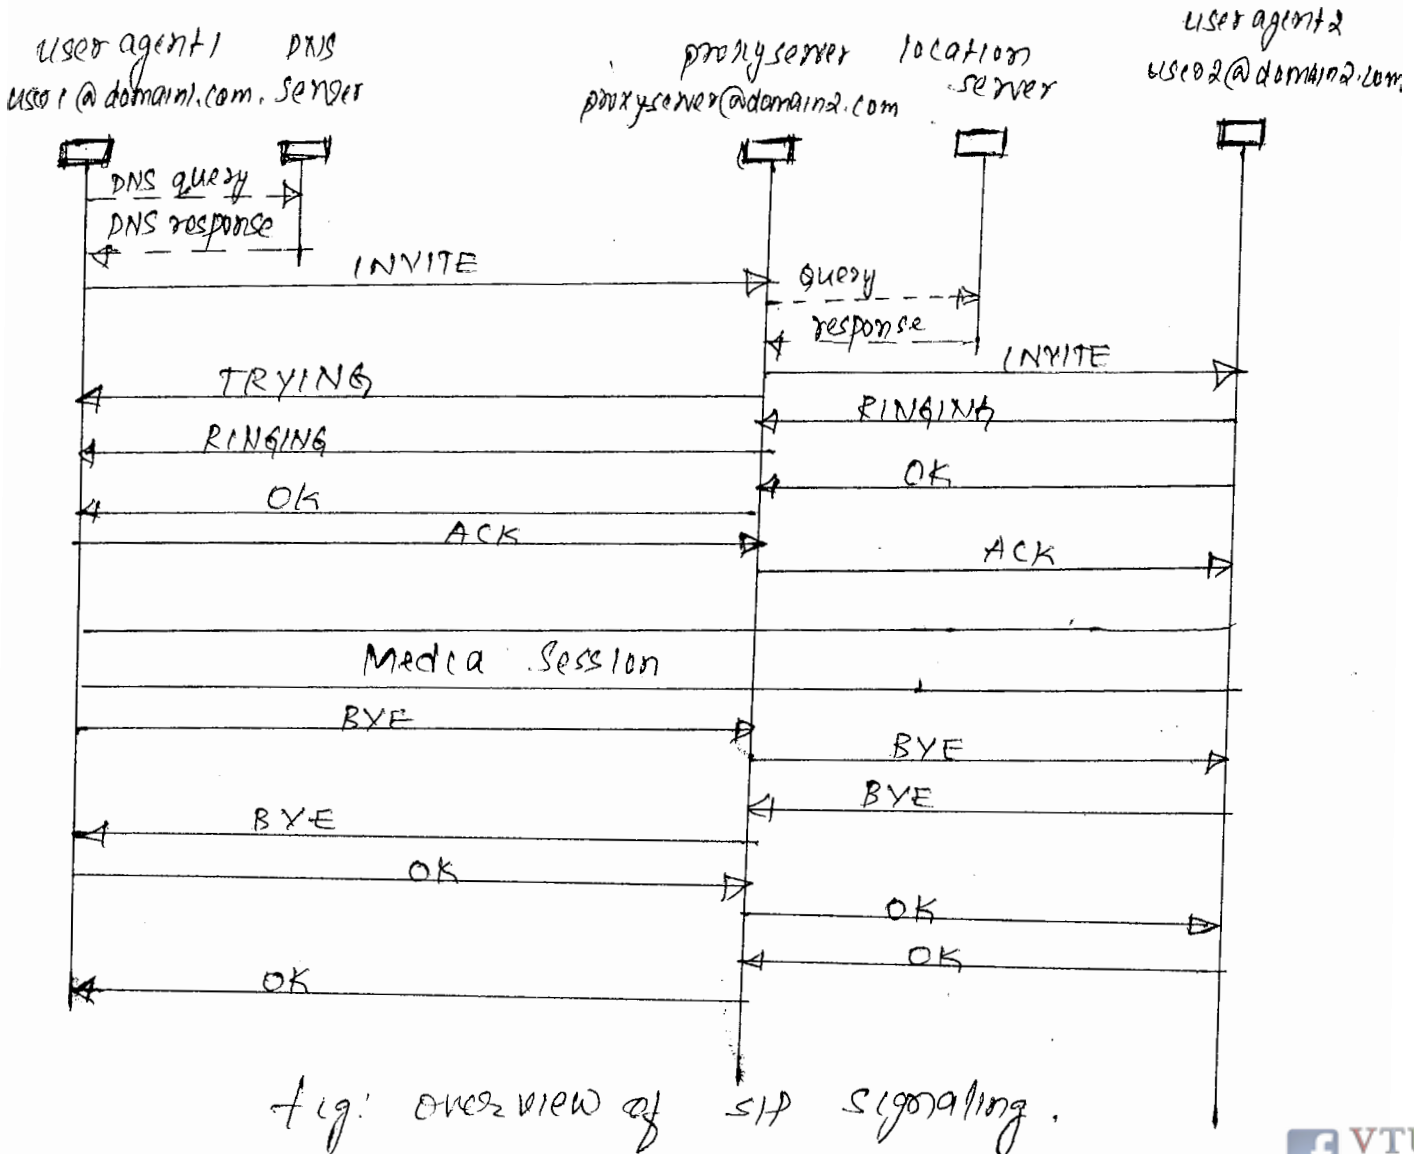 user agent1
user1@domain1.com.
DNS
server
proxyserver
proxyserver@domain2.com
location
server
user agent2
user2@domain2.com
DNS query
DNS response
INVITE
Query
response
INVITE
TRYING
RINGING
RINGING
OK
OK
ACK
ACK
Media Session
BYE
BYE
BYE
BYE
OK
OK
OK
OK
fig: overview of SIP signaling.
f VTU